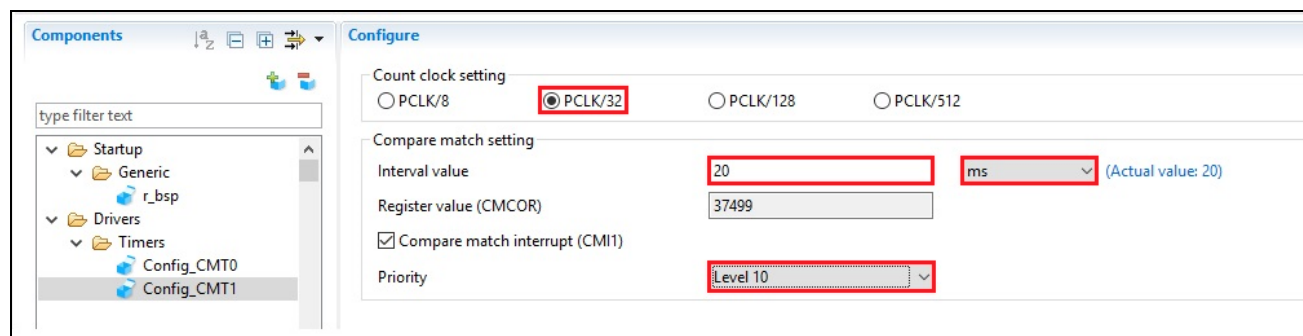 Components
type filter text
Startup
Generic
r_bsp
Drivers
Timers
Config_CMT0
Config_CMT1
Configure
Count clock setting
PCLK/8 PCLK/32 PCLK/128 PCLK/512
Compare match setting
Interval value 20 ms (Actual value: 20)
Register value (CMCOR) 37499
Compare match interrupt (CMI1)
Priority Level 10